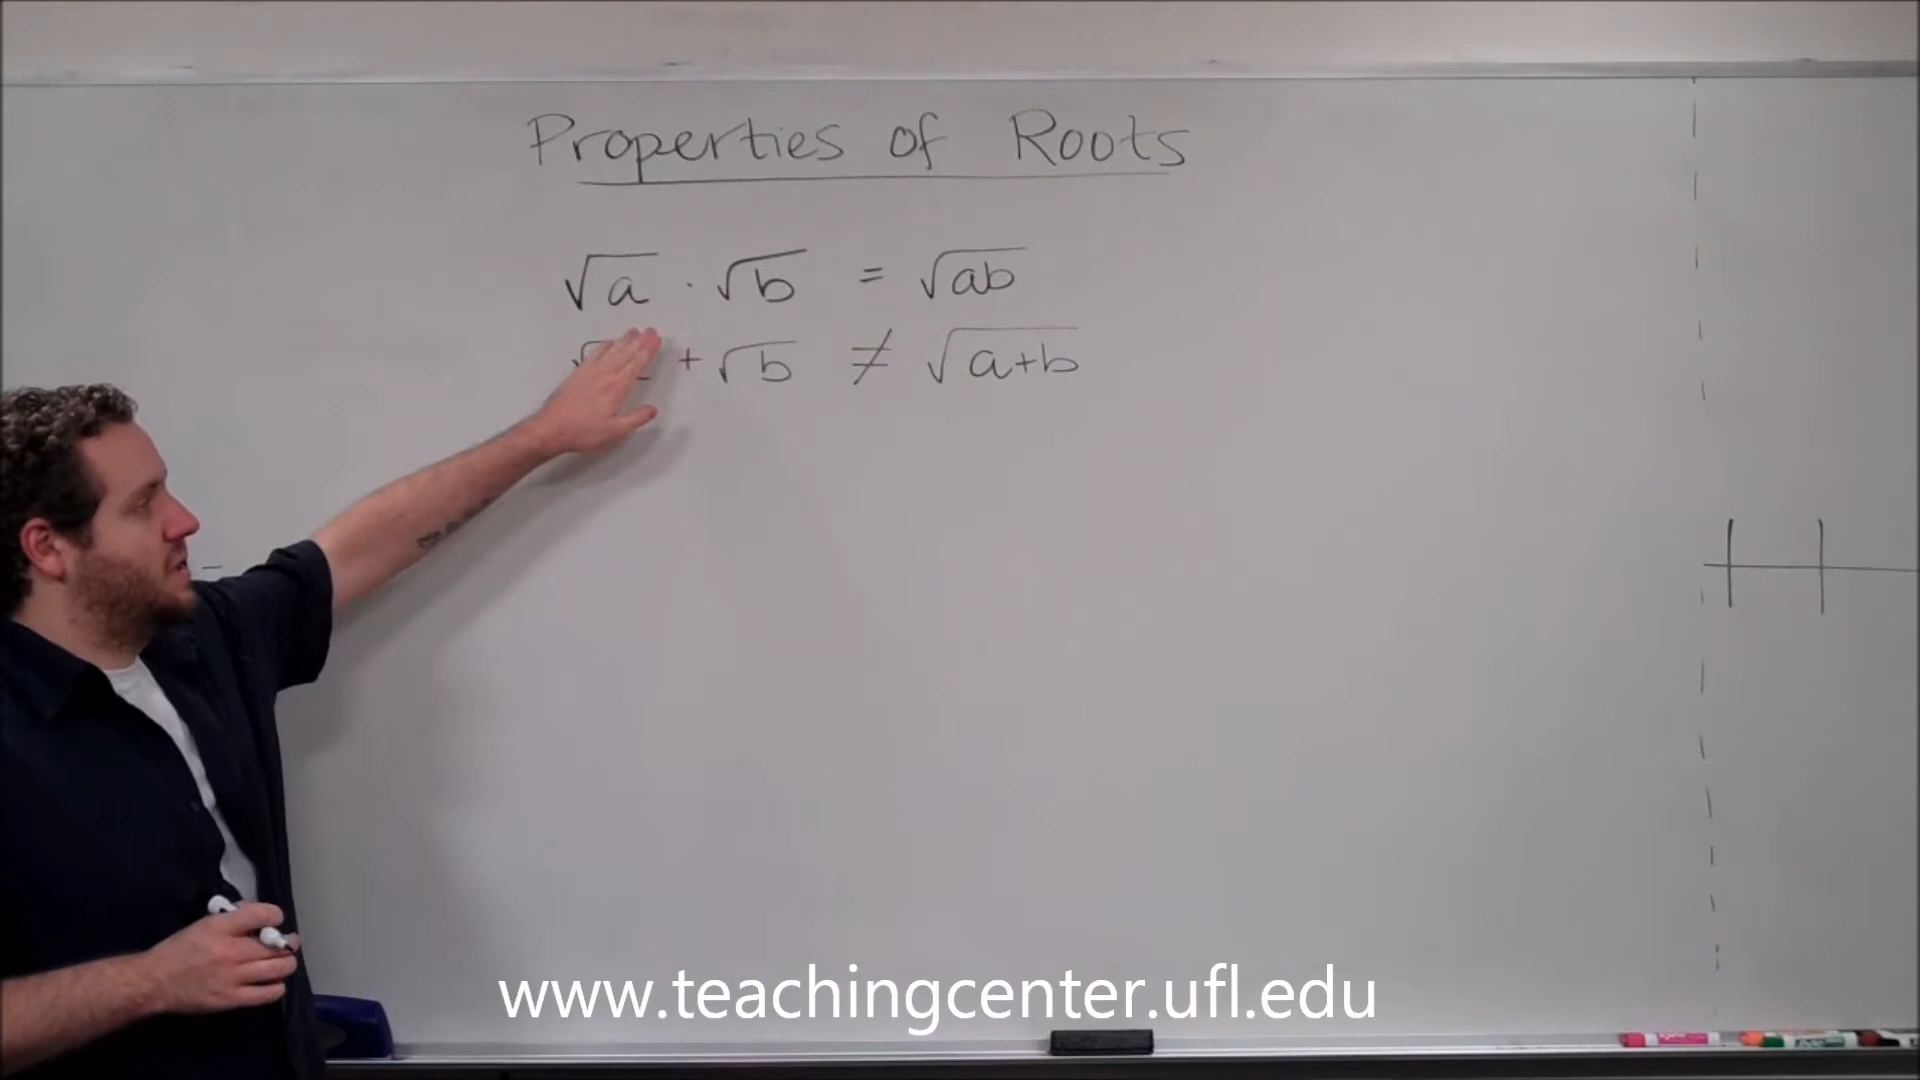 Properties of Roots
√a · √b = √ab
+ √b ≠ √a+b
www.teachingcenter.ufl.edu